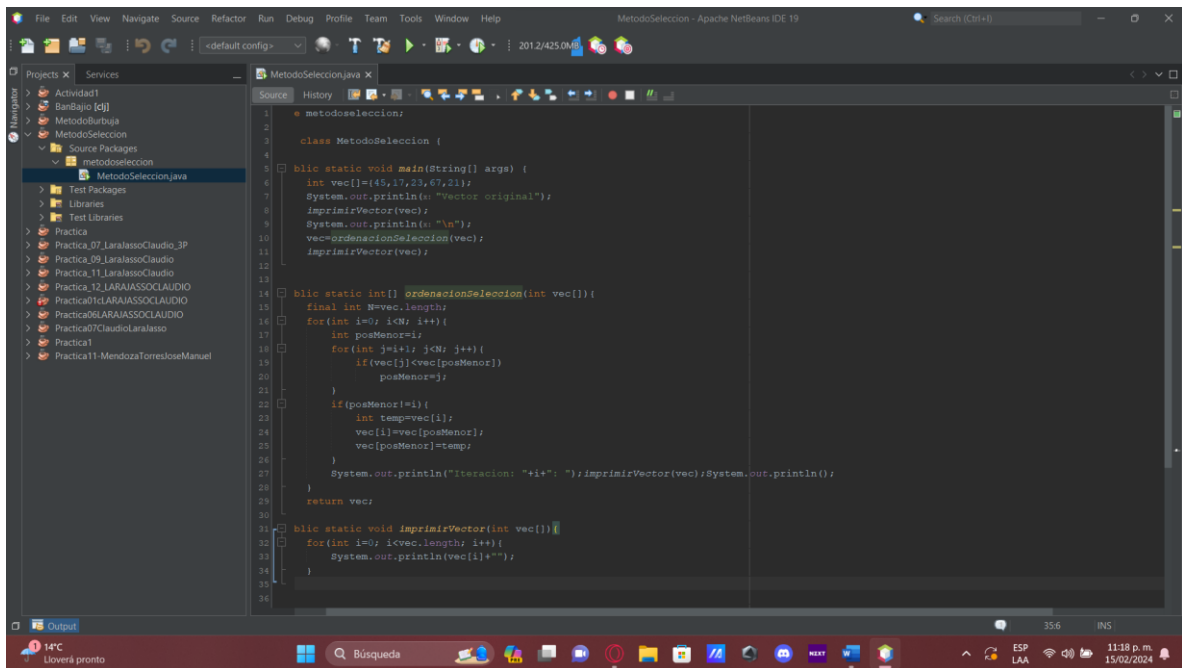 File Edit View Navigate Source Refactor Run Debug Profile Team Tools Window Help
MetodoSeleccion - Apache NetBeans IDE 19
Search (Ctrl+I)
<default config>
201.2/425.0MB
Projects
Services
Navigator
Actividad1
BanBajio [clj]
MetodoBurbuja
MetodoSeleccion
Source Packages
metodoseleccion
MetodoSeleccion.java
Test Packages
Libraries
Test Libraries
Practica
Practica_07_LaraJassoClaudio_3P
Practica_09_LaraJassoClaudio
Practica_11_LaraJassoClaudio
Practica_12_LARAJASSOCLAUDIO
Practica01cLARAJASSOCLAUDIO
Practica06LARAJASSOCLAUDIO
Practica07ClaudioLaraJasso
Practica1
Practica11-MendozaTorresJoseManuel
MetodoSeleccion.java
Source History
1 e metodoseleccion;
2
3 class MetodoSeleccion {
4
5 blic static void main(String[] args) {
6 int vec[]={45,17,23,67,21};
7 System.out.println(x: "Vector original");
8 imprimirVector(vec);
9 System.out.println(x: "\n");
10 vec=ordenacionSeleccion(vec);
11 imprimirVector(vec);
12
13
14 blic static int[] ordenacionSeleccion(int vec[]){
15 final int N=vec.length;
16 for(int i=0; i<N; i++){
17 int posMenor=i;
18 for(int j=i+1; j<N; j++){
19 if(vec[j]<vec[posMenor])
20 posMenor=j;
21 }
22 if(posMenor!=i){
23 int temp=vec[i];
24 vec[i]=vec[posMenor];
25 vec[posMenor]=temp;
26 }
27 System.out.println("Iteracion: "+i+": ");imprimirVector(vec);System.out.println();
28 }
29 return vec;
30
31 blic static void imprimirVector(int vec[]){
32 for(int i=0; i<vec.length; i++){
33 System.out.println(vec[i]+"");
34 }
35
36
Output
35:6
INS
1
14°C
Lloverá pronto
Búsqueda
PRE
NEXT
W
ESP
LAA
11:18 p. m.
15/02/2024